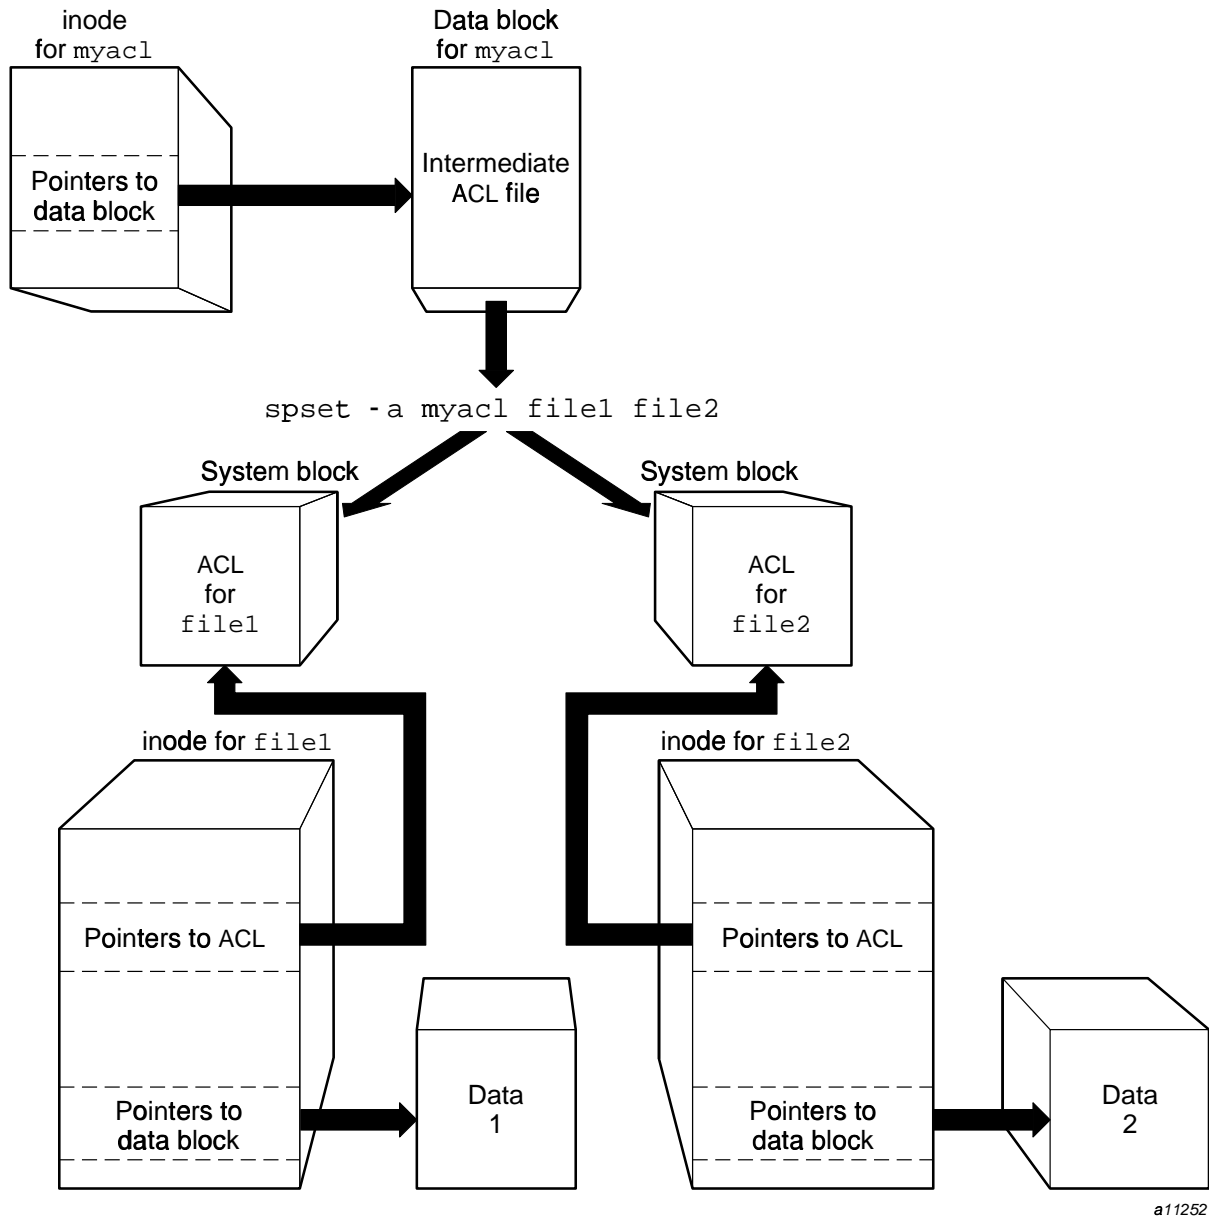 inode
for myacl
Data block
for myacl
Pointers to
data block
Intermediate
ACL file
spset -a myacl file1 file2
System block
System block
ACL
for
file1
ACL
for
file2
inode for file1
inode for file2
Pointers to ACL
Pointers to ACL
Pointers to
data block
Data
1
Pointers to
data block
Data
2
a11252